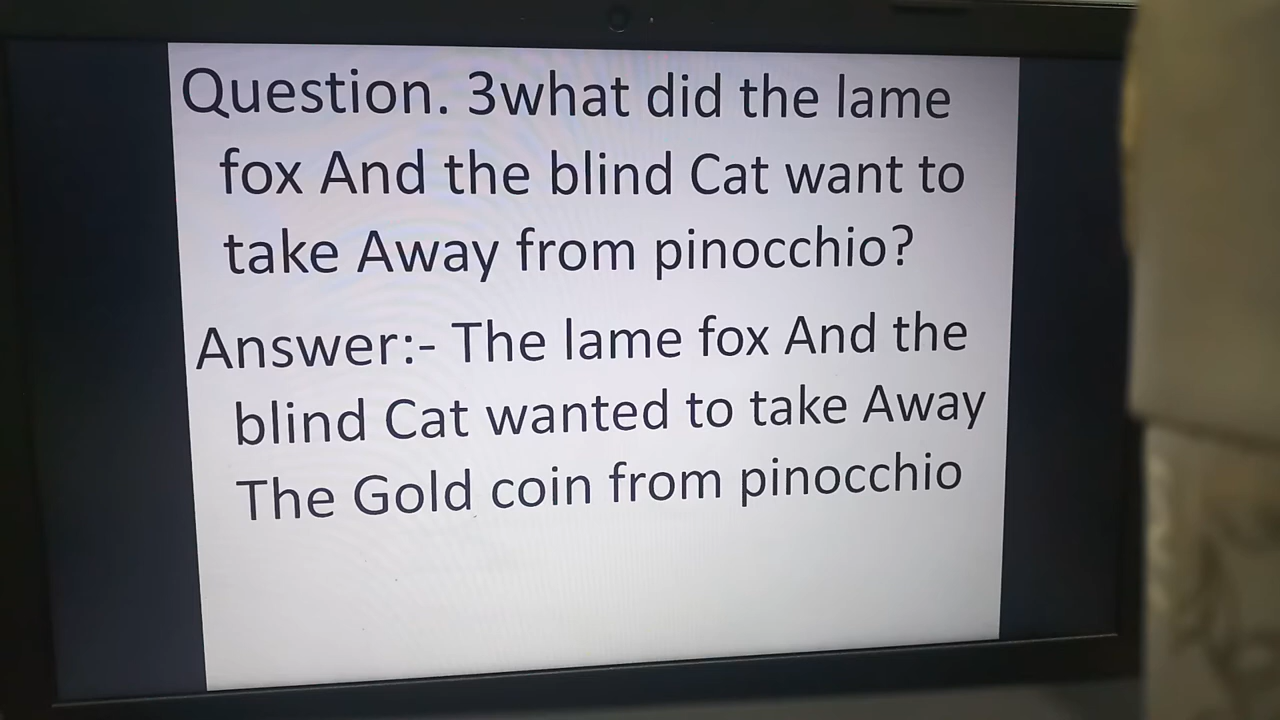 Question. 3what did the lame
fox And the blind Cat want to
take Away from pinocchio?
Answer:- The lame fox And the
blind Cat wanted to take Away
The Gold coin from pinocchio